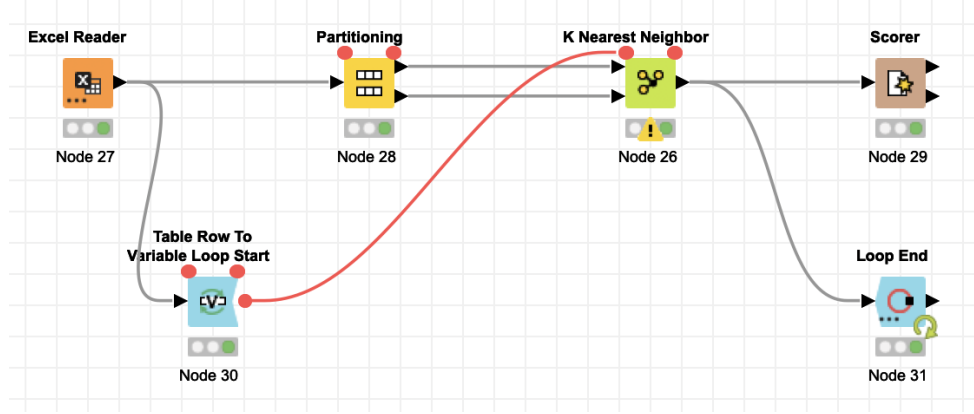 Excel Reader
Partitioning
K Nearest Neighbor
Scorer
Node 27
Node 28
Node 26
Node 29
Table Row To
Variable Loop Start
Loop End
V
Node 30
Node 31